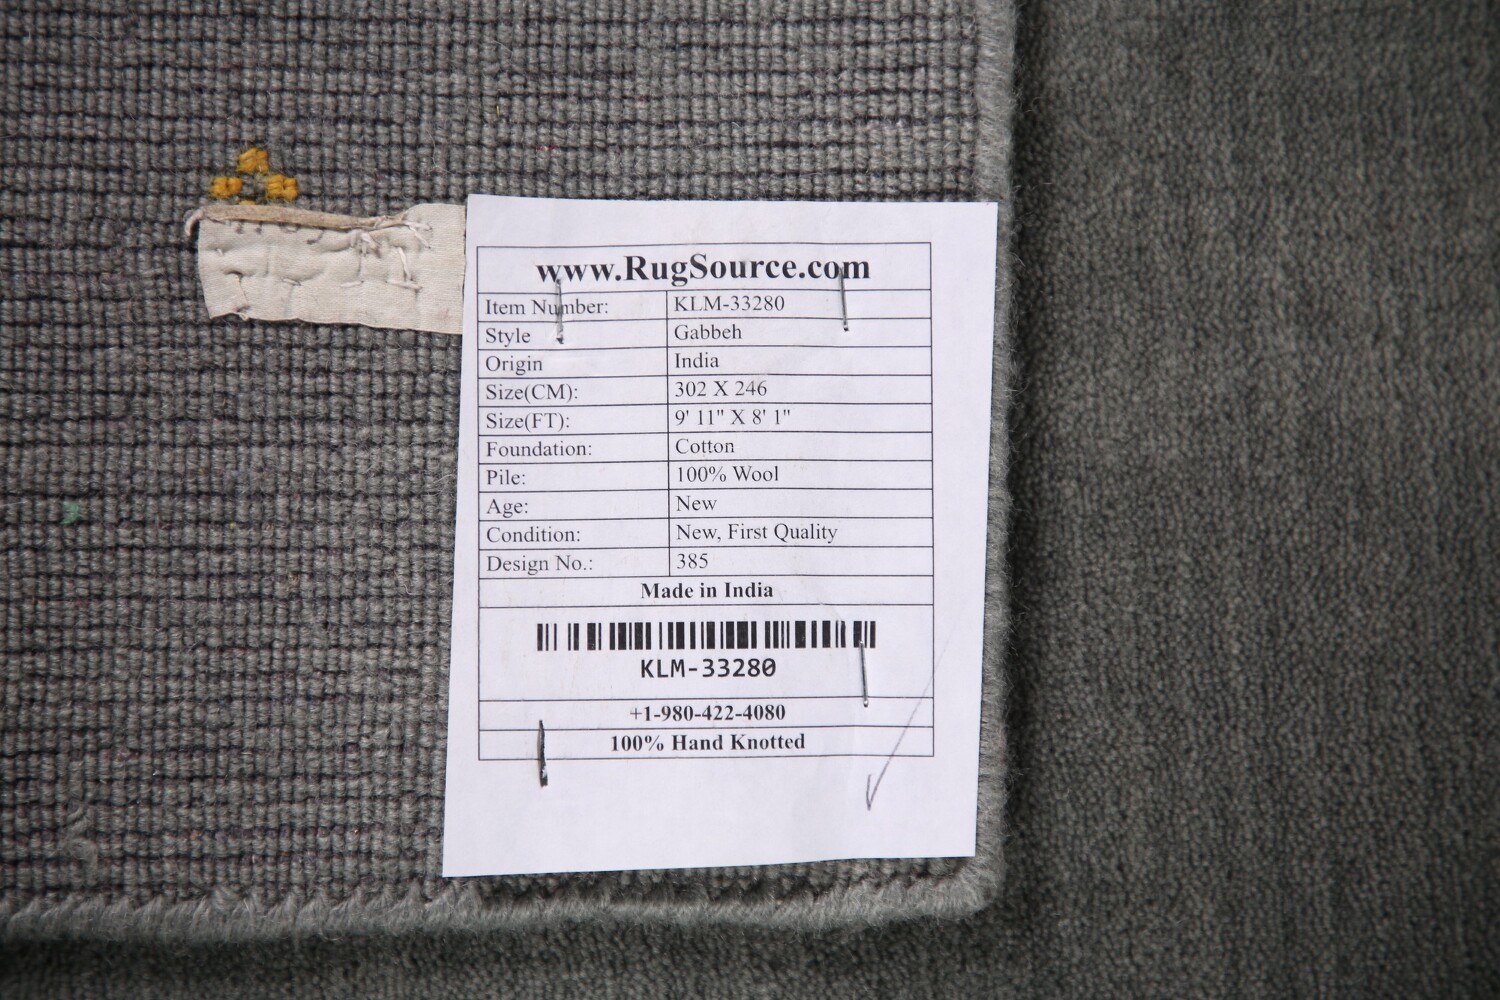 www.RugSource.com
Item Number: KLM-33280
Style Gabbeh
Origin India
Size(CM): 302 X 246
Size(FT): 9' 11" X 8' 1"
Foundation: Cotton
Pile: 100% Wool
Age: New
Condition: New, First Quality
Design No.: 385
Made in India
KLM-33280
+1-980-422-4080
100% Hand Knotted